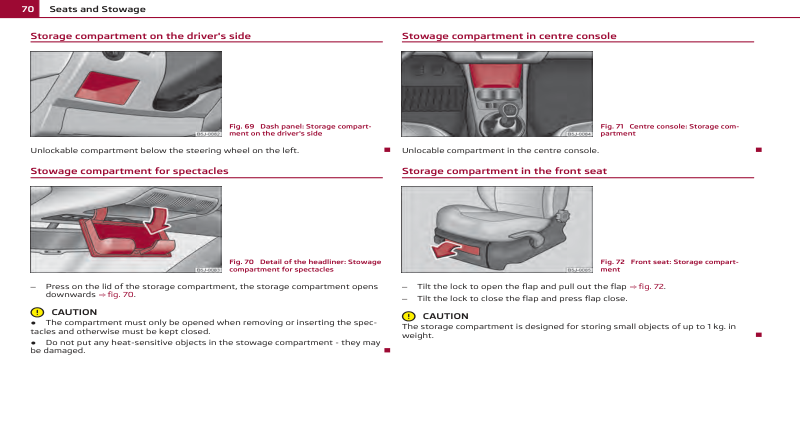 70 Seats and Stowage
Storage compartment on the driver's side
B5J-0082
Fig. 69 Dash panel: Storage compart-
ment on the driver's side
Unlockable compartment below the steering wheel on the left.
Stowage compartment for spectacles
B5J-0083
Fig. 70 Detail of the headliner: Stowage
compartment for spectacles
– Press on the lid of the storage compartment, the storage compartment opens
downwards ⇒ fig. 70.
CAUTION
● The compartment must only be opened when removing or inserting the spec-
tacles and otherwise must be kept closed.
● Do not put any heat-sensitive objects in the stowage compartment - they may
be damaged.
Stowage compartment in centre console
B5J-0084
Fig. 71 Centre console: Storage com-
partment
Unlocable compartment in the centre console.
Storage compartment in the front seat
B5J-0085
Fig. 72 Front seat: Storage compart-
ment
– Tilt the lock to open the flap and pull out the flap ⇒ fig. 72.
– Tilt the lock to close the flap and press flap close.
CAUTION
The storage compartment is designed for storing small objects of up to 1 kg. in
weight.